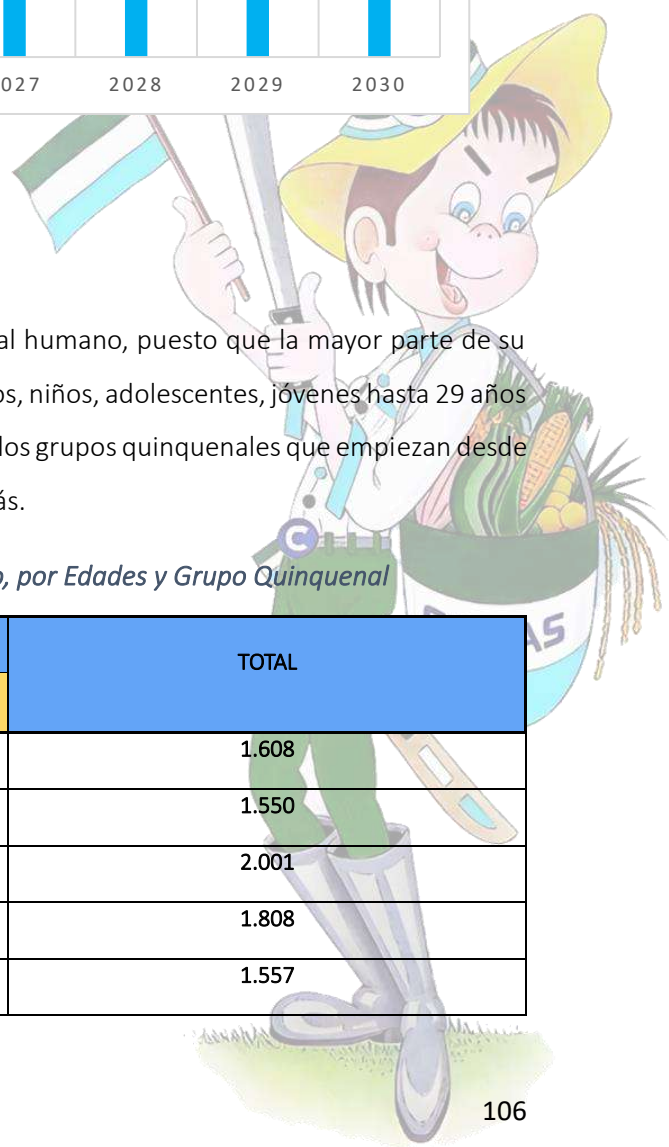 027 2028 2029 2030
al humano, puesto que la mayor parte de su
os, niños, adolescentes, jóvenes hasta 29 años
los grupos quinquenales que empiezan desde
ás.
o, por Edades y Grupo Quinquenal
C
AS
TOTAL
1.608
1.550
2.001
1.808
1.557
106